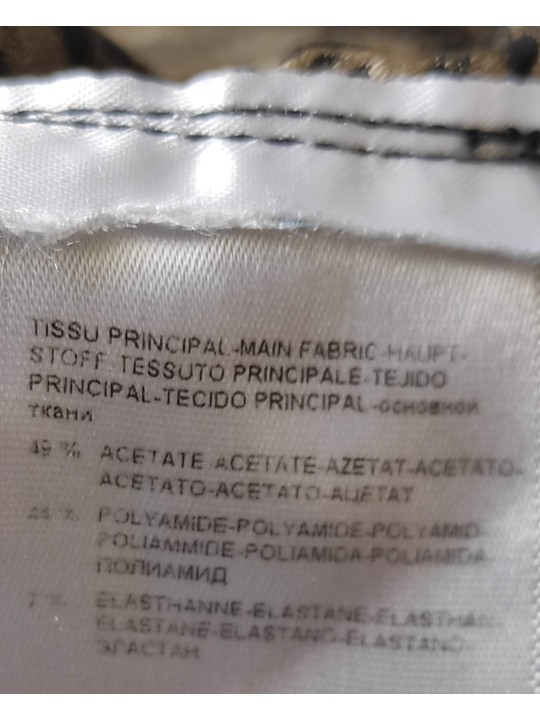 TISSU PRINCIPAL-MAIN FABRIC-HAUPT-
STOFF-TESSUTO PRINCIPALE-TEJIDO
PRINCIPAL-TECIDO PRINCIPAL-основной
ткани
49 % ACETATE-ACETATE-AZETAT-ACETATO-
ACETATO-ACETATO-АЦЕТАТ
% POLYAMIDE-POLYAMIDE-POLYAMID-
POLIAMMIDE-POLIAMIDA-POLIAMIDA-
ПОЛИАМИД
7 % ELASTHANNE-ELASTANE-ELASTHAN-
ELASTANE-ELASTANO-ELASTANO-
ЭЛАСТАН